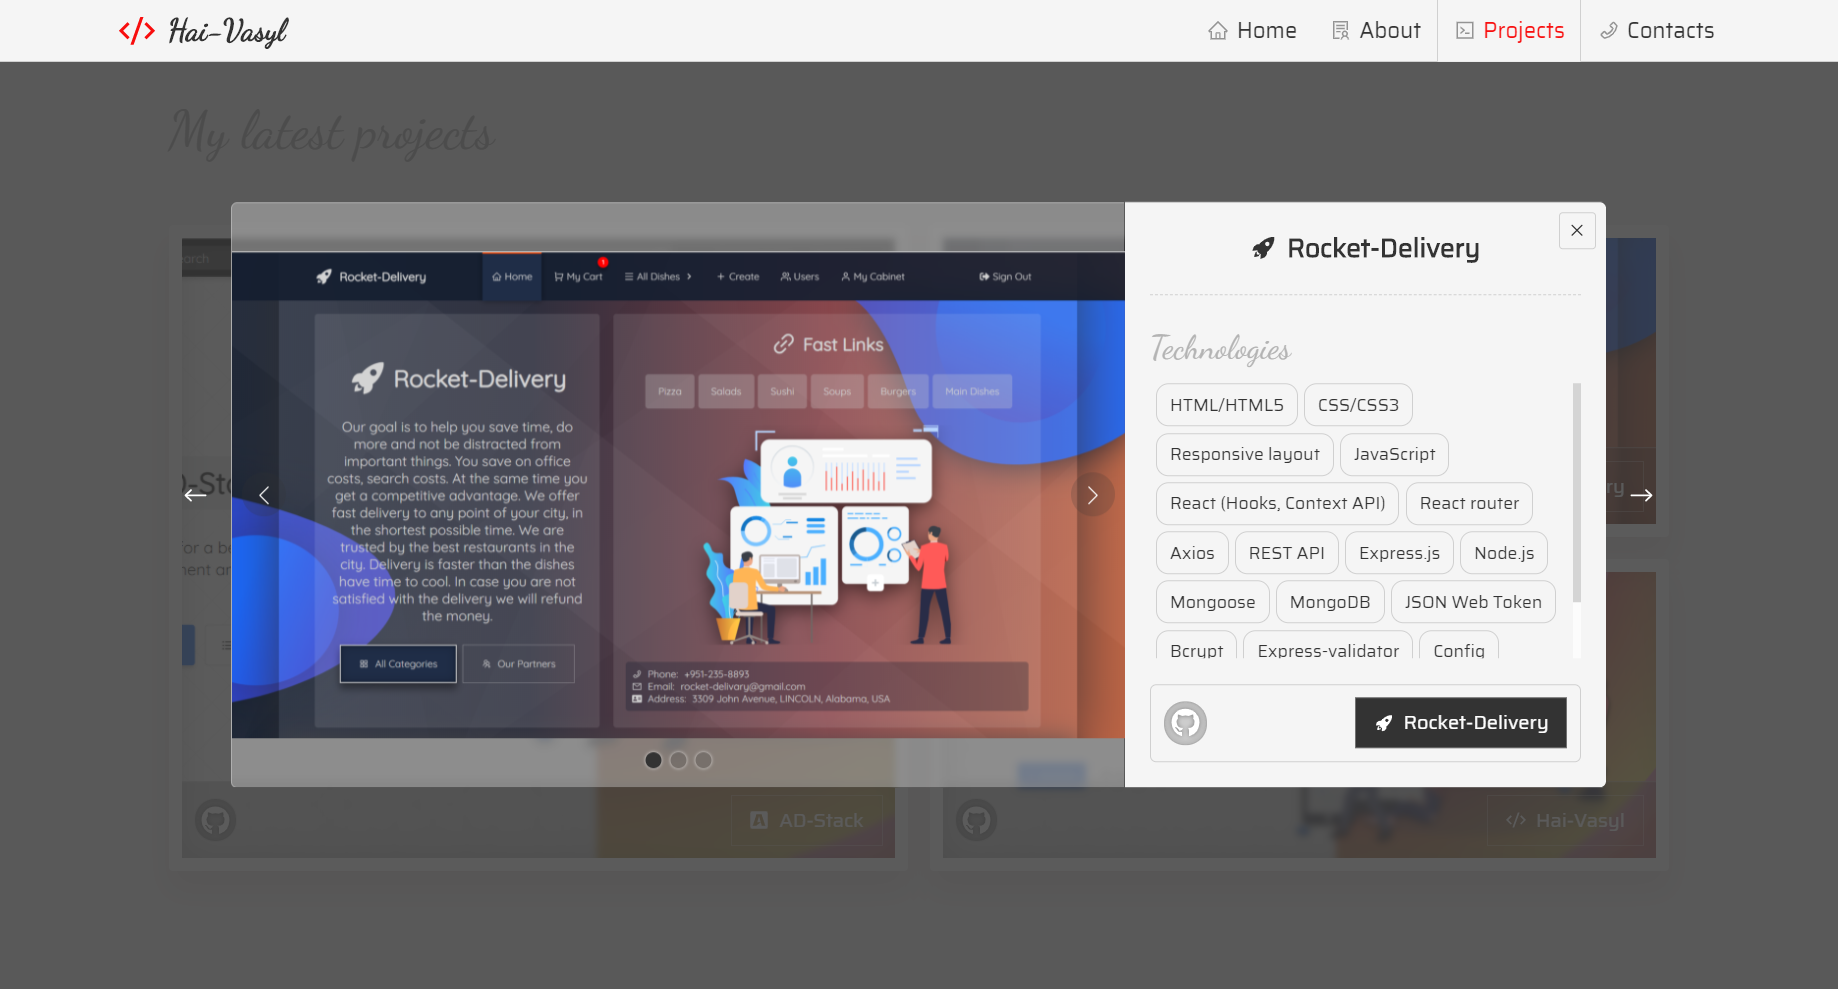 </> Hai-Vasyl
Home About Projects Contacts
My latest projects
earch
Rocket-Delivery
Home My Cart 1 All Dishes Create Users My Cabinet Sign Out
Rocket-Delivery
Our goal is to help you save time, do
more and not be distracted from
important things. You save on office
costs, search costs. At the same time you
get a competitive advantage. We offer
fast delivery to any point of your city, in
the shortest possible time. We are
trusted by the best restaurants in the
city. Delivery is faster than the dishes
have time to cool. In case you are not
satisfied with the delivery we will refund
the money.
All Categories Our Partners
Fast Links
Pizza Salads Sushi Soups Burgers Main Dishes
Phone: +951-235-8893
Email: rocket-delivary@gmail.com
Address: 3309 John Avenue, LINCOLN, Alabama, USA
Rocket-Delivery
Technologies
HTML/HTML5 CSS/CSS3
Responsive layout JavaScript
React (Hooks, Context API) React router
Axios REST API Express.js Node.js
Mongoose MongoDB JSON Web Token
Bcrypt Express-validator Config
Rocket-Delivery
D-Sto
for a be
ment an
ry
AD-Stack
</> Hai-Vasyl